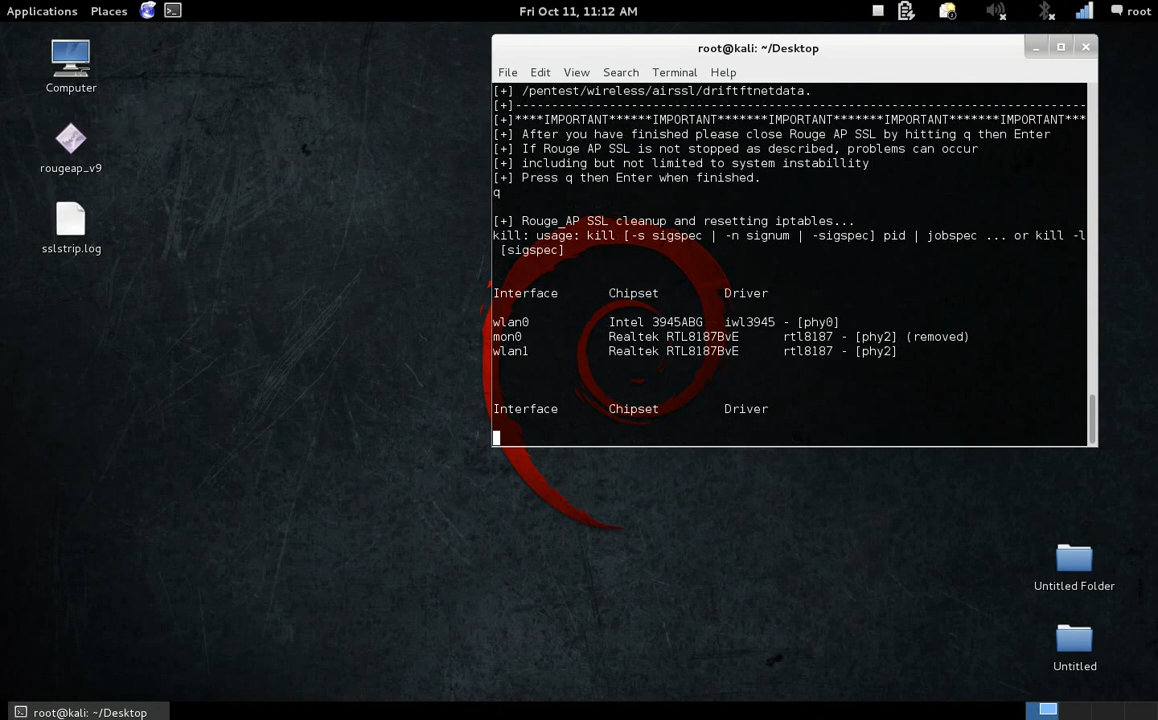 Applications Places Fri Oct 11, 11:12 AM root
Computer
rougeap_v9
sslstrip.log
root@kali: ~/Desktop
File Edit View Search Terminal Help
[+] /pentest/wireless/airssl/driftftnetdata.
[+]-------------------------------------------------------------------------------
[+]****IMPORTANT******IMPORTANT*******IMPORTANT*******IMPORTANT*******IMPORTANT***
[+] After you have finished please close Rouge AP SSL by hitting q then Enter
[+] If Rouge AP SSL is not stopped as described, problems can occur
[+] including but not limited to system instabillity
[+] Press q then Enter when finished.
q
[+] Rouge_AP SSL cleanup and resetting iptables...
kill: usage: kill [-s sigspec | -n signum | -sigspec] pid | jobspec ... or kill -l
[sigspec]
Interface Chipset Driver
wlan0 Intel 3945ABG iwl3945 - [phy0]
mon0 Realtek RTL8187BvE rtl8187 - [phy2] (removed)
wlan1 Realtek RTL8187BvE rtl8187 - [phy2]
Interface Chipset Driver
Untitled Folder
Untitled
root@kali: ~/Desktop